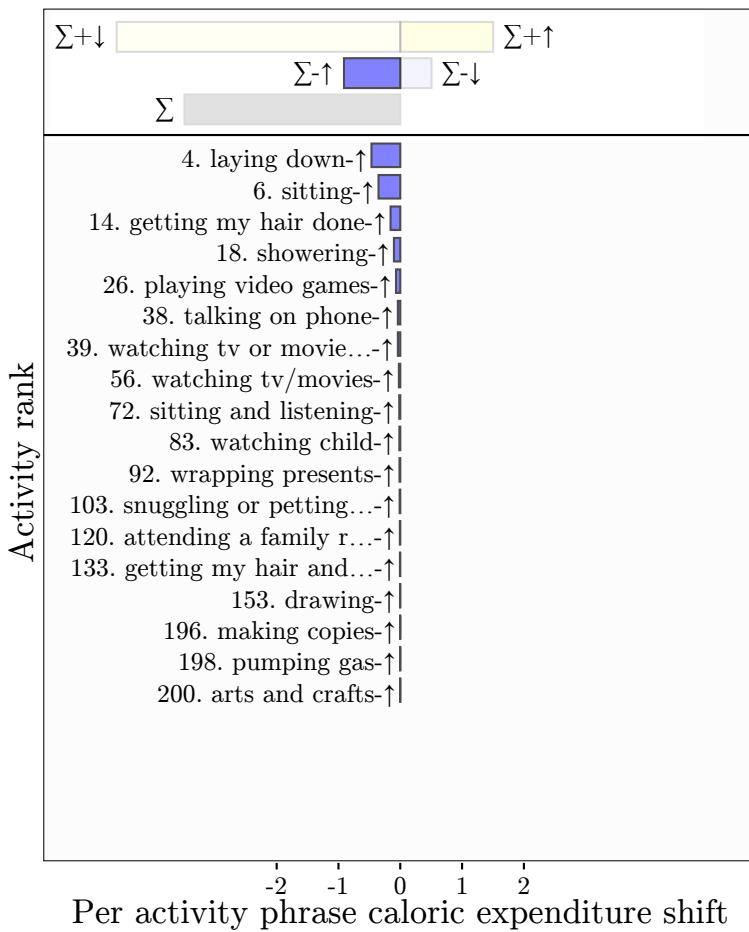 ∑+↓ ∑+↑
∑-↑ ∑-↓
∑
4. laying down-↑
6. sitting-↑
14. getting my hair done-↑
18. showering-↑
26. playing video games-↑
38. talking on phone-↑
39. watching tv or movie...-↑
56. watching tv/movies-↑
72. sitting and listening-↑
83. watching child-↑
92. wrapping presents-↑
103. snuggling or petting...-↑
120. attending a family r...-↑
133. getting my hair and...-↑
153. drawing-↑
196. making copies-↑
198. pumping gas-↑
200. arts and crafts-↑
Activity rank
-2 -1 0 1 2
Per activity phrase caloric expenditure shift